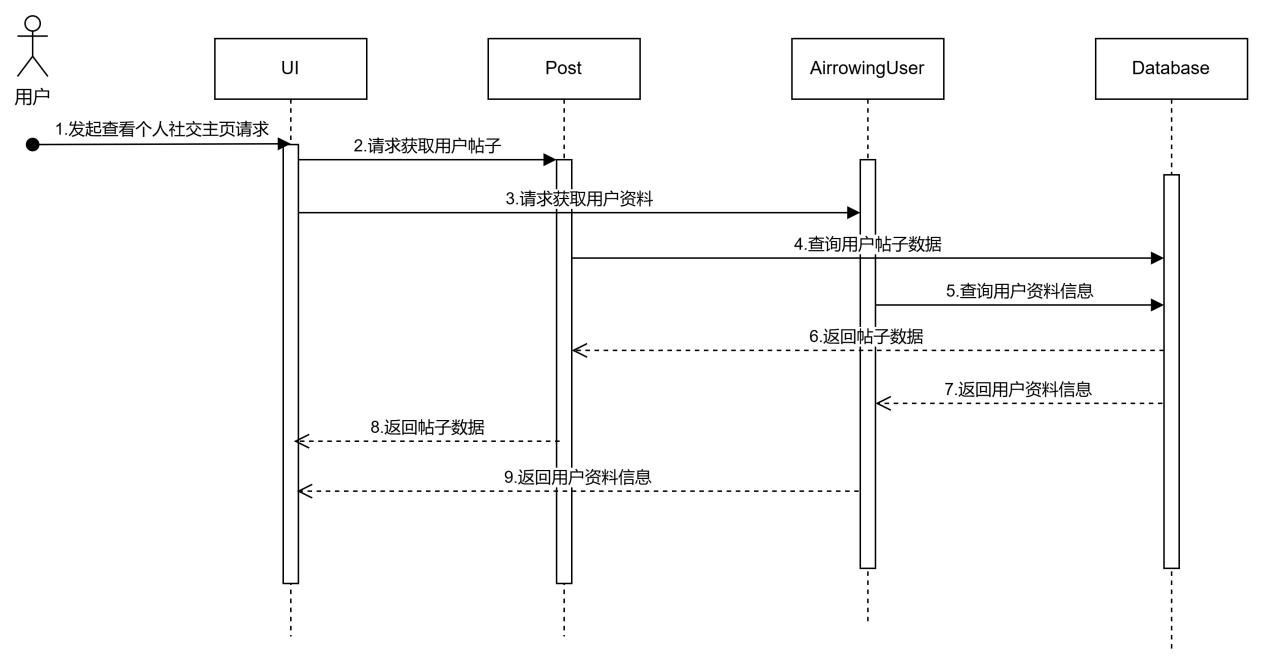 用户
UI
Post
AirrowingUser
Database
1.发起查看个人社交主页请求
2.请求获取用户帖子
3.请求获取用户资料
4.查询用户帖子数据
5.查询用户资料信息
6.返回帖子数据
7.返回用户资料信息
8.返回帖子数据
9.返回用户资料信息